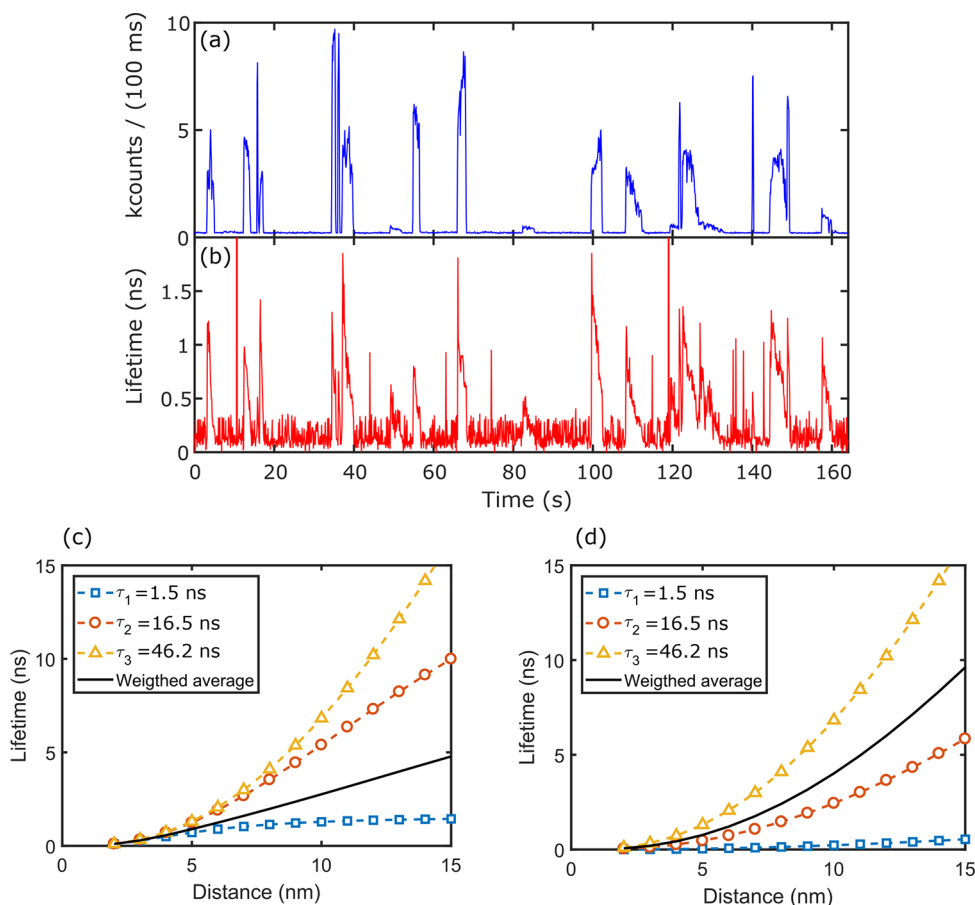 (a)
kcounts / (100 ms)
10
5
0
(b)
Lifetime (ns)
1.5
1
0.5
0
0 20 40 60 80 100 120 140 160
Time (s)
(c)
Lifetime (ns)
15
10
5
0
τ1=1.5 ns
τ2=16.5 ns
τ3=46.2 ns
Weigthed average
0 5 10 15
Distance (nm)
(d)
Lifetime (ns)
15
10
5
0
τ1=1.5 ns
τ2=16.5 ns
τ3=46.2 ns
Weigthed average
0 5 10 15
Distance (nm)